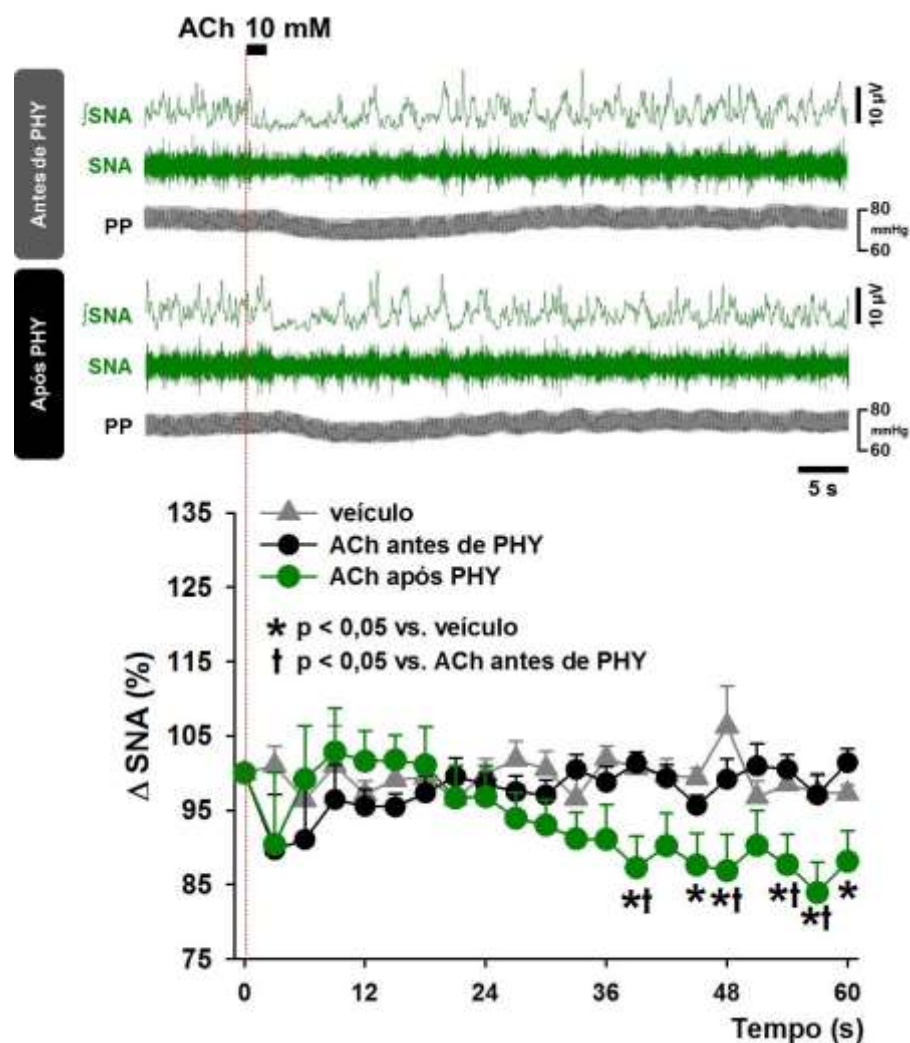 ACh 10 mM
Antes de PHY
∫SNA
10 µV
SNA
PP
80
mmHg
60
Após PHY
∫SNA
10 µV
SNA
PP
80
mmHg
60
5 s
135
125
115
105
95
85
75
Δ SNA (%)
veículo
ACh antes de PHY
ACh após PHY
* p < 0,05 vs. veículo
† p < 0,05 vs. ACh antes de PHY
*†
*
*†
*†
*†
*
0 12 24 36 48 60
Tempo (s)